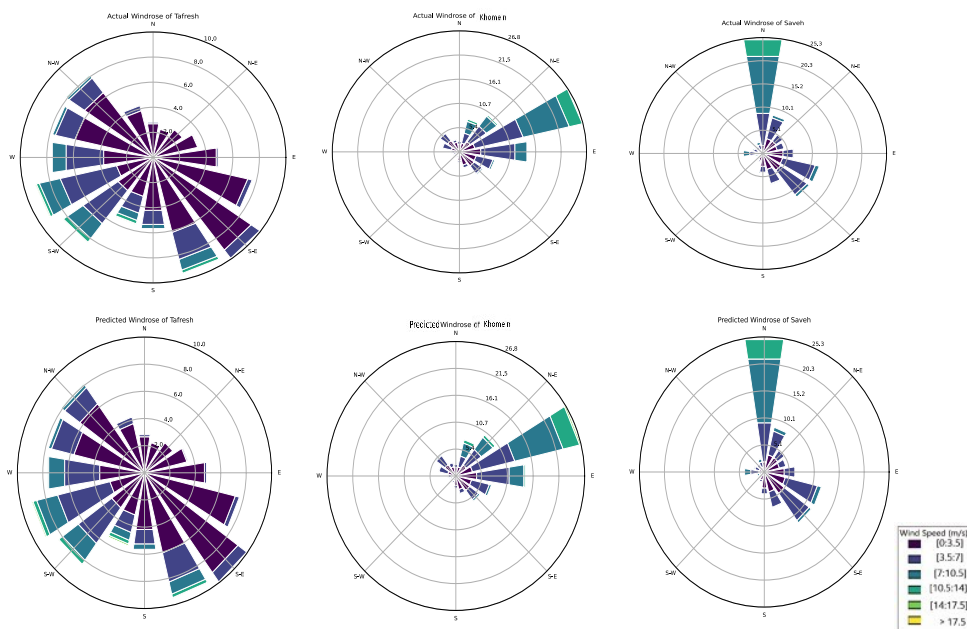 Actual Windrose of Tafresh
N
10.0
8.0
6.0
4.0
2.0
N-W
N-E
W
E
S-W
S-E
S
Actual Windrose of Khomein
N
26.8
21.5
16.1
10.7
N-W
N-E
W
E
S-W
S-E
S
Actual Windrose of Saveh
N
25.3
20.3
15.2
10.1
N-W
N-E
W
E
S-W
S-E
S
Predicted Windrose of Tafresh
N
10.0
8.0
6.0
4.0
2.0
N-W
N-E
W
E
S-W
S-E
S
Predicted Windrose of Khomein
N
26.8
21.5
16.1
10.7
N-W
N-E
W
E
S-W
S-E
S
Predicted Windrose of Saveh
N
25.3
20.3
15.2
10.1
N-W
N-E
W
E
S-W
S-E
S
Wind Speed (m/s)
[0:3.5]
[3.5:7]
[7:10.5]
[10.5:14]
[14:17.5]
> 17.5